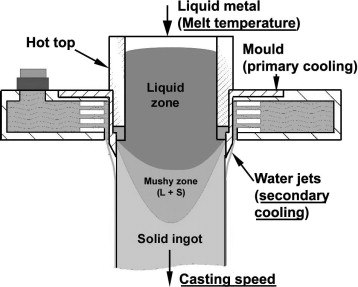 Liquid metal
(Melt temperature)
Hot top
Mould
(primary cooling)
Liquid
zone
Mushy zone
(L + S)
Water jets
(secondary
cooling)
Solid ingot
Casting speed